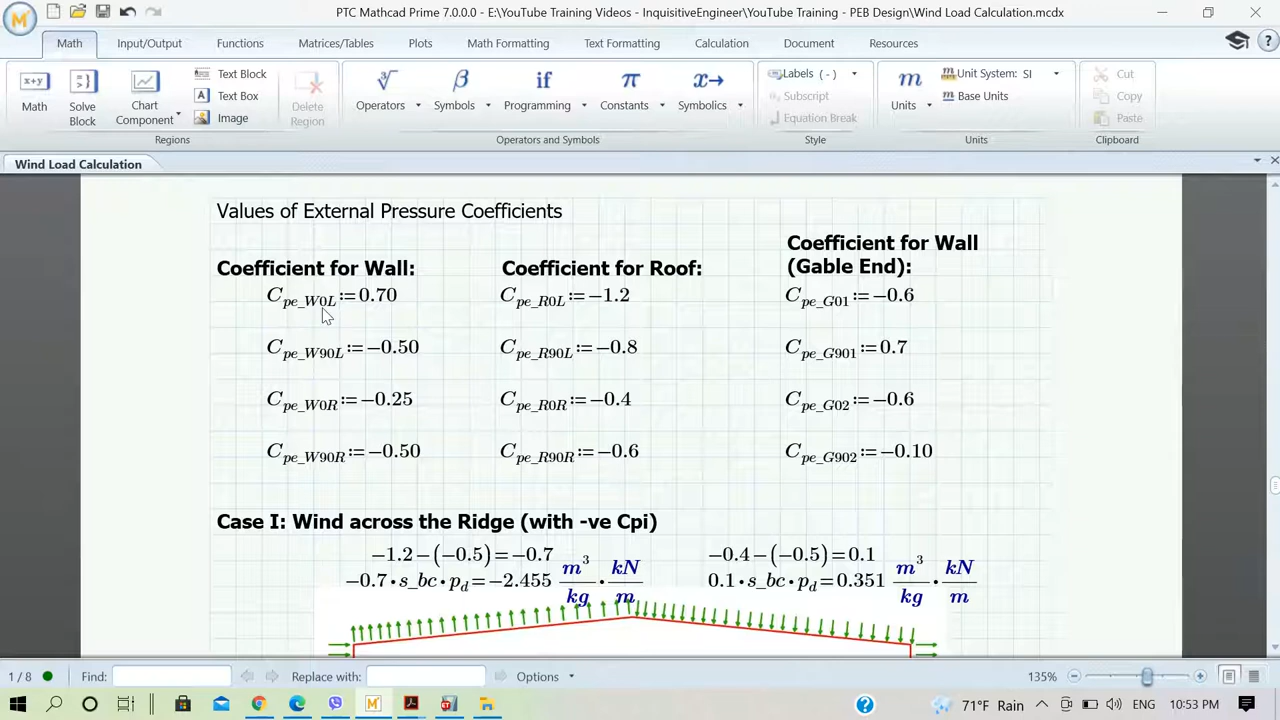 PTC Mathcad Prime 7.0.0.0 - E:\YouTube Training Videos - InquisitiveEngineer\YouTube Training - PEB Design\Wind Load Calculation.mcdx
Math Input/Output Functions Matrices/Tables Plots Math Formatting Text Formatting Calculation Document Resources
Math Solve Block Chart Component Text Block Text Box Image Delete Region Operators Symbols Programming Constants Symbolics Labels ( - ) Subscript Equation Break Units Unit System: SI Base Units Cut Copy Paste
Regions Operators and Symbols Style Units Clipboard
Wind Load Calculation
Values of External Pressure Coefficients
Coefficient for Wall:
C pe_W0L := 0.70
C pe_W90L := −0.50
C pe_W0R := −0.25
C pe_W90R := −0.50
Coefficient for Roof:
C pe_R0L := −1.2
C pe_R90L := −0.8
C pe_R0R := −0.4
C pe_R90R := −0.6
Coefficient for Wall
(Gable End):
C pe_G01 := −0.6
C pe_G901 := 0.7
C pe_G02 := −0.6
C pe_G902 := −0.10
Case I: Wind across the Ridge (with -ve Cpi)
−1.2 − (−0.5) = −0.7
−0.7 • s_bc • p d = −2.455 m³/kg • kN/m
−0.4 − (−0.5) = 0.1
0.1 • s_bc • p d = 0.351 m³/kg • kN/m
1 / 8 Find: Replace with: Options 135%
71°F Rain ENG 10:53 PM